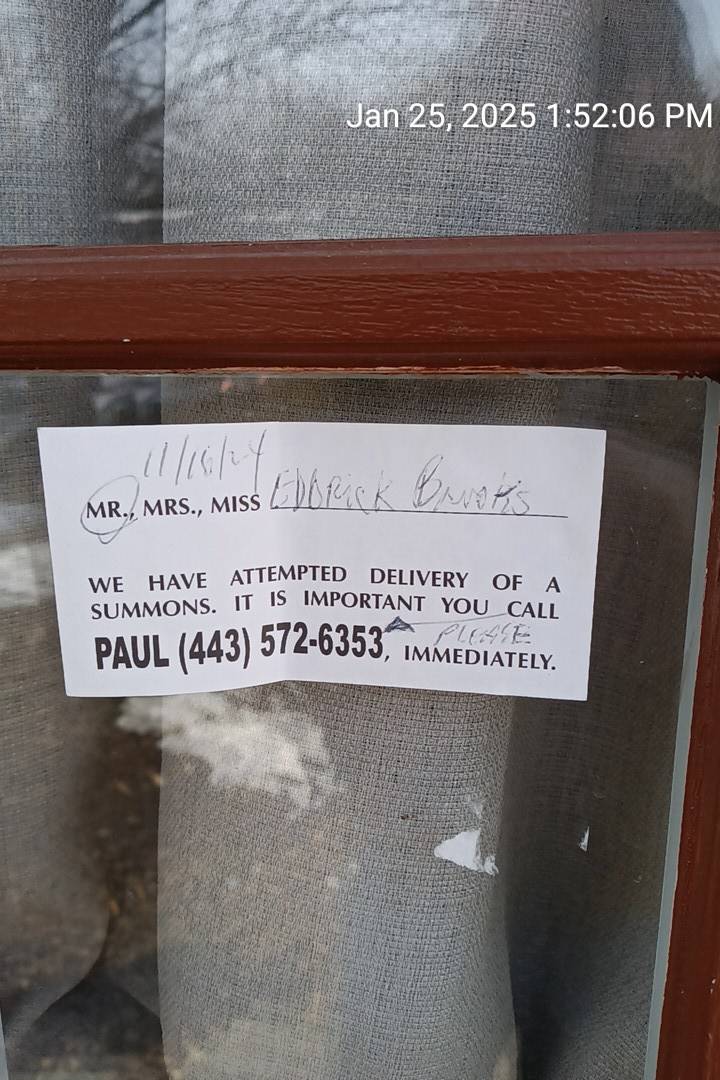 Jan 25, 2025 1:52:06 PM
11/18/24
MR., MRS., MISS EDDRICK Brooks
WE HAVE ATTEMPTED DELIVERY OF A
SUMMONS. IT IS IMPORTANT YOU CALL
PLEASE
PAUL (443) 572-6353, IMMEDIATELY.